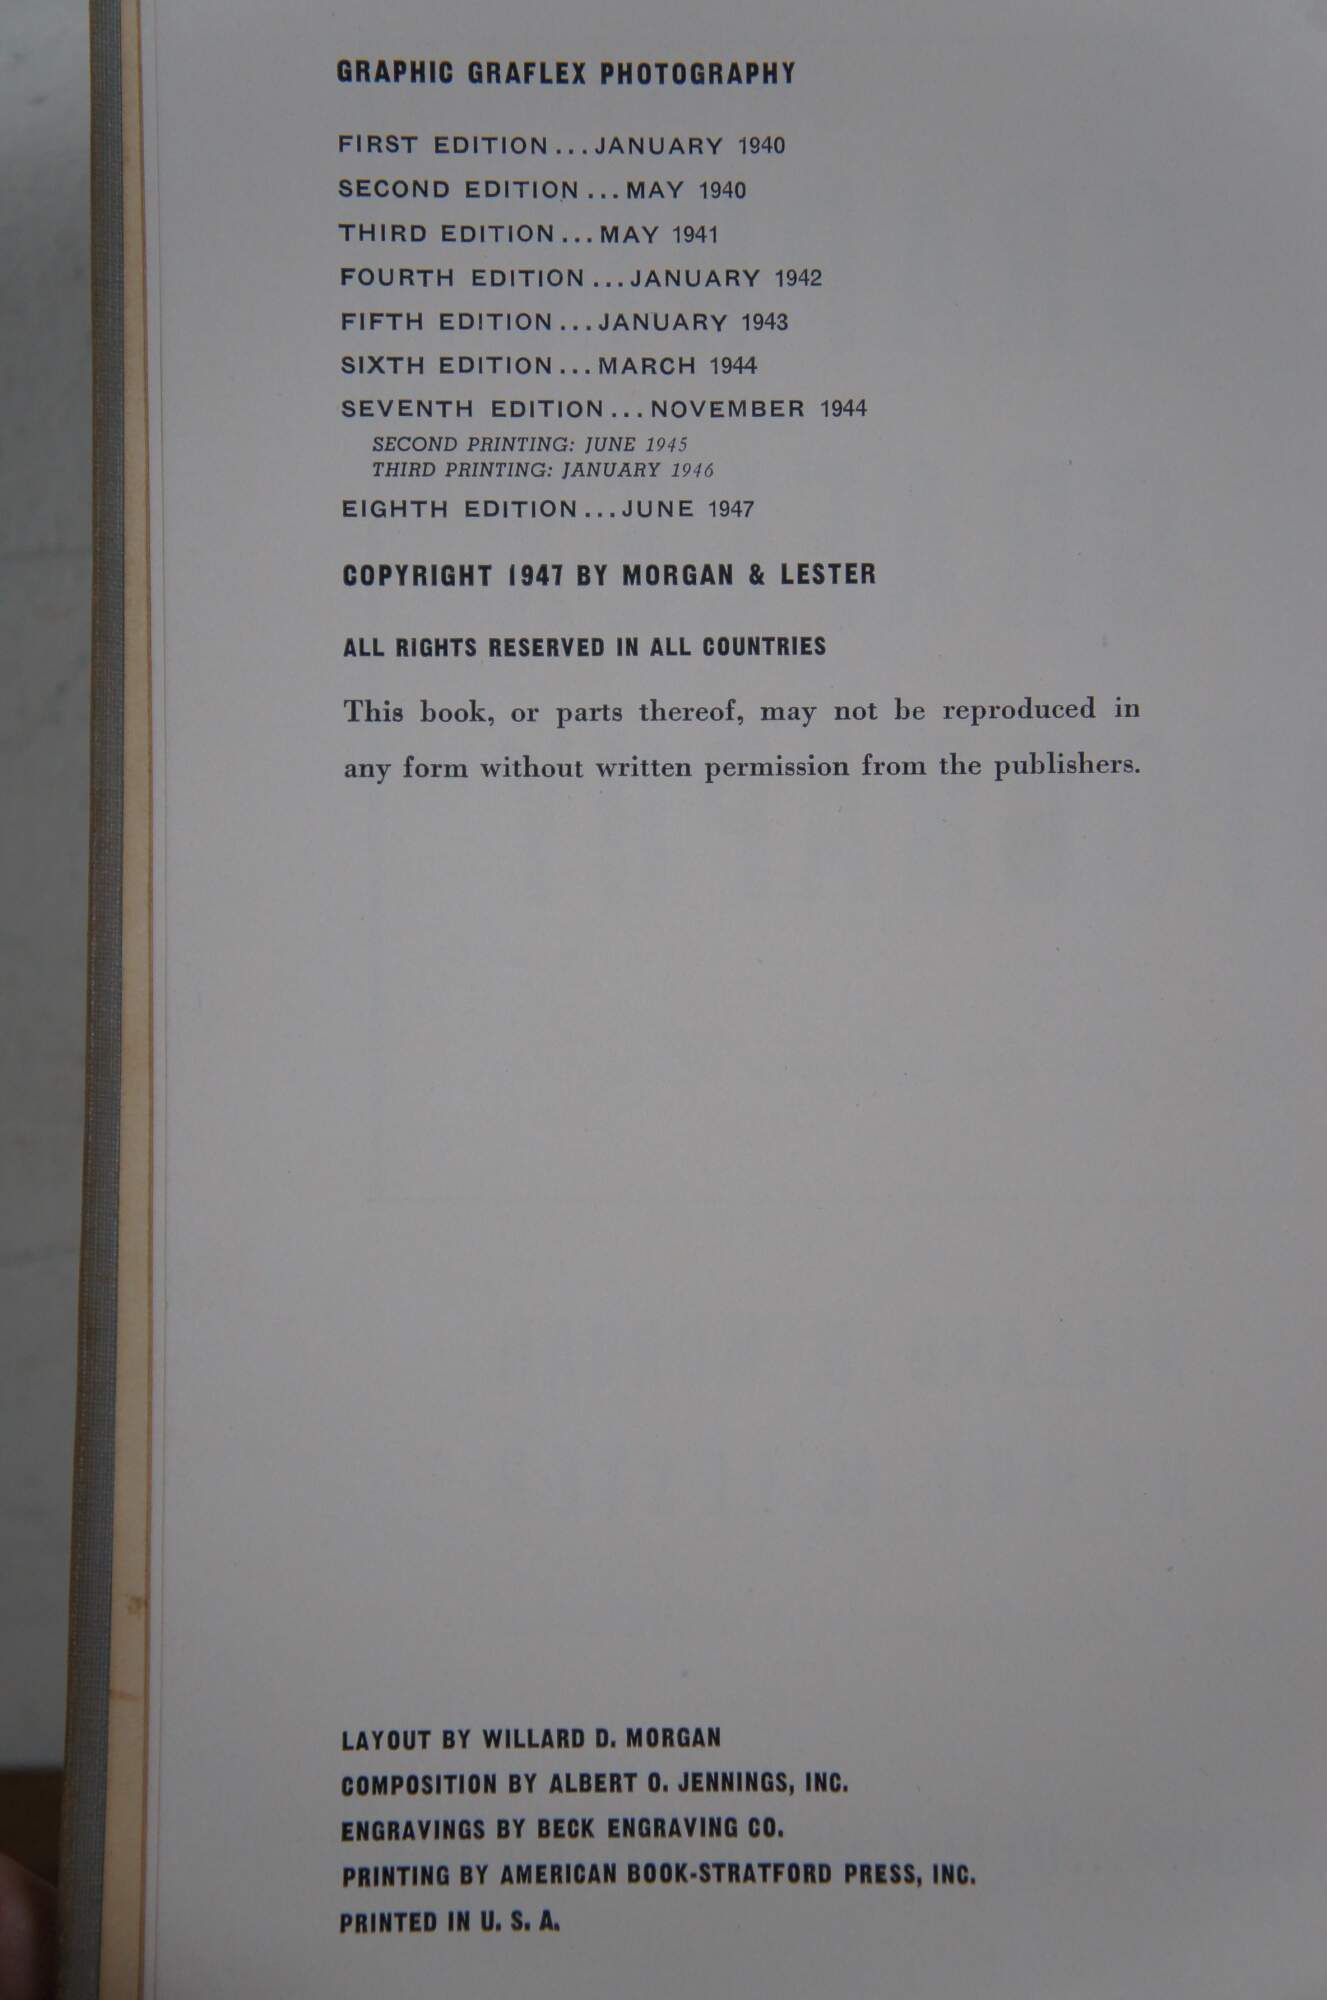 GRAPHIC GRAFLEX PHOTOGRAPHY
FIRST EDITION...JANUARY 1940
SECOND EDITION...MAY 1940
THIRD EDITION...MAY 1941
FOURTH EDITION...JANUARY 1942
FIFTH EDITION...JANUARY 1943
SIXTH EDITION...MARCH 1944
SEVENTH EDITION...NOVEMBER 1944
SECOND PRINTING: JUNE 1945
THIRD PRINTING: JANUARY 1946
EIGHTH EDITION...JUNE 1947
COPYRIGHT 1947 BY MORGAN & LESTER
ALL RIGHTS RESERVED IN ALL COUNTRIES
This book, or parts thereof, may not be reproduced in
any form without written permission from the publishers.
LAYOUT BY WILLARD D. MORGAN
COMPOSITION BY ALBERT O. JENNINGS, INC.
ENGRAVINGS BY BECK ENGRAVING CO.
PRINTING BY AMERICAN BOOK-STRATFORD PRESS, INC.
PRINTED IN U. S. A.